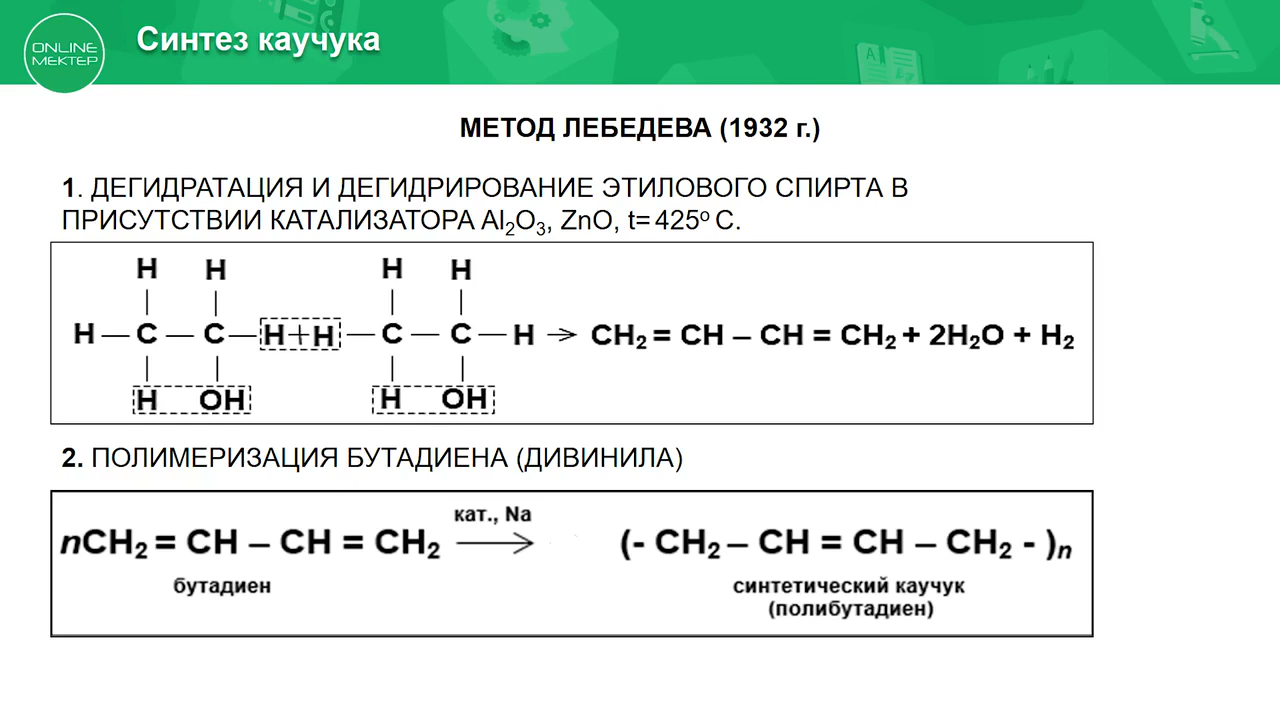 ONLINE
МЕКТЕР
Синтез каучука
МЕТОД ЛЕБЕДЕВА (1932 г.)
1. ДЕГИДРАТАЦИЯ И ДЕГИДРИРОВАНИЕ ЭТИЛОВОГО СПИРТА В
ПРИСУТСТВИИ КАТАЛИЗАТОРА Al₂O₃, ZnO, t= 425º C.
H H H H
H — C — C — H + H — C — C — H → CH₂ = CH – CH = CH₂ + 2H₂O + H₂
H OH H OH
2. ПОЛИМЕРИЗАЦИЯ БУТАДИЕНА (ДИВИНИЛА)
кат., Na
nCH₂ = CH – CH = CH₂ → (- CH₂ – CH = CH – CH₂ - )ₙ
бутадиен синтетический каучук
(полибутадиен)